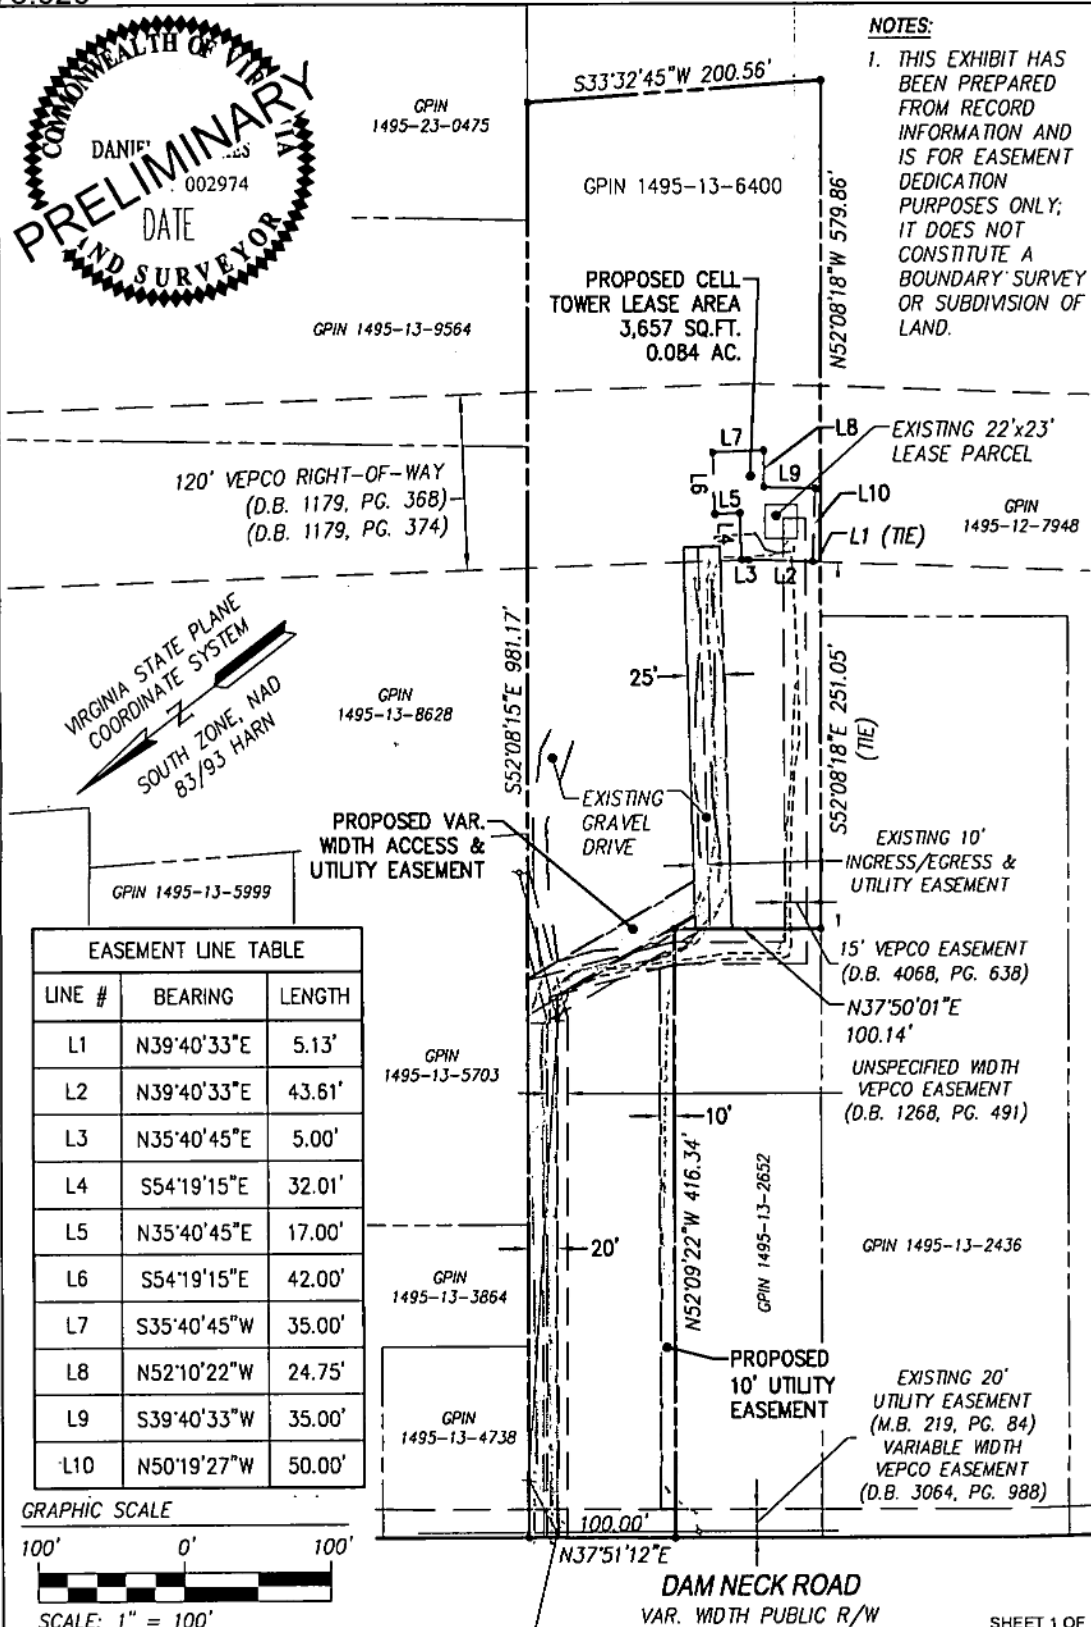 COMMONWEALTH OF VIRGINIA
002974
DATE
LAND SURVEYOR
PRELIMINARY
NOTES:
1. THIS EXHIBIT HAS
BEEN PREPARED
FROM RECORD
INFORMATION AND
IS FOR EASEMENT
DEDICATION
PURPOSES ONLY;
IT DOES NOT
CONSTITUTE A
BOUNDARY SURVEY
OR SUBDIVISION OF
LAND.
S33°32'45"W 200.56'
GPIN
1495-23-0475
GPIN 1495-13-6400
N52°08'18"W 579.86'
PROPOSED CELL
TOWER LEASE AREA
3,657 SQ.FT.
0.084 AC.
GPIN 1495-13-9564
120' VEPCO RIGHT-OF-WAY
(D.B. 1179, PG. 368)
(D.B. 1179, PG. 374)
L7
L8
L6
L9
L5
L10
L4
L1 (TIE)
L3
L2
EXISTING 22'x23'
LEASE PARCEL
GPIN
1495-12-7948
VIRGINIA STATE PLANE
COORDINATE SYSTEM
N
SOUTH ZONE, NAD
83/93 HARN
S52°08'15"E 981.17'
25'
S52°08'18"E 251.05'
(TIE)
GPIN
1495-13-8628
EXISTING
GRAVEL
DRIVE
PROPOSED VAR.
WIDTH ACCESS &
UTILITY EASEMENT
EXISTING 10'
INGRESS/EGRESS &
UTILITY EASEMENT
GPIN 1495-13-5999
15' VEPCO EASEMENT
(D.B. 4068, PG. 638)
N37°50'01"E
100.14'
UNSPECIFIED WIDTH
VEPCO EASEMENT
(D.B. 1268, PG. 491)
GPIN
1495-13-5703
10'
N52°09'22"W 416.34'
GPIN 1495-13-2652
GPIN 1495-13-2436
20'
GPIN
1495-13-3864
PROPOSED
10' UTILITY
EASEMENT
GPIN
1495-13-4738
EXISTING 20'
UTILITY EASEMENT
(M.B. 219, PG. 84)
VARIABLE WIDTH
VEPCO EASEMENT
(D.B. 3064, PG. 988)
EASEMENT LINE TABLE
LINE # BEARING LENGTH
L1 N39°40'33"E 5.13'
L2 N39°40'33"E 43.61'
L3 N35°40'45"E 5.00'
L4 S54°19'15"E 32.01'
L5 N35°40'45"E 17.00'
L6 S54°19'15"E 42.00'
L7 S35°40'45"W 35.00'
L8 N52°10'22"W 24.75'
L9 S39°40'33"W 35.00'
L10 N50°19'27"W 50.00'
GRAPHIC SCALE
100' 0' 100'
SCALE: 1" = 100'
100.00'
N37°51'12"E
DAM NECK ROAD
VAR. WIDTH PUBLIC R/W
SHEET 1 OF